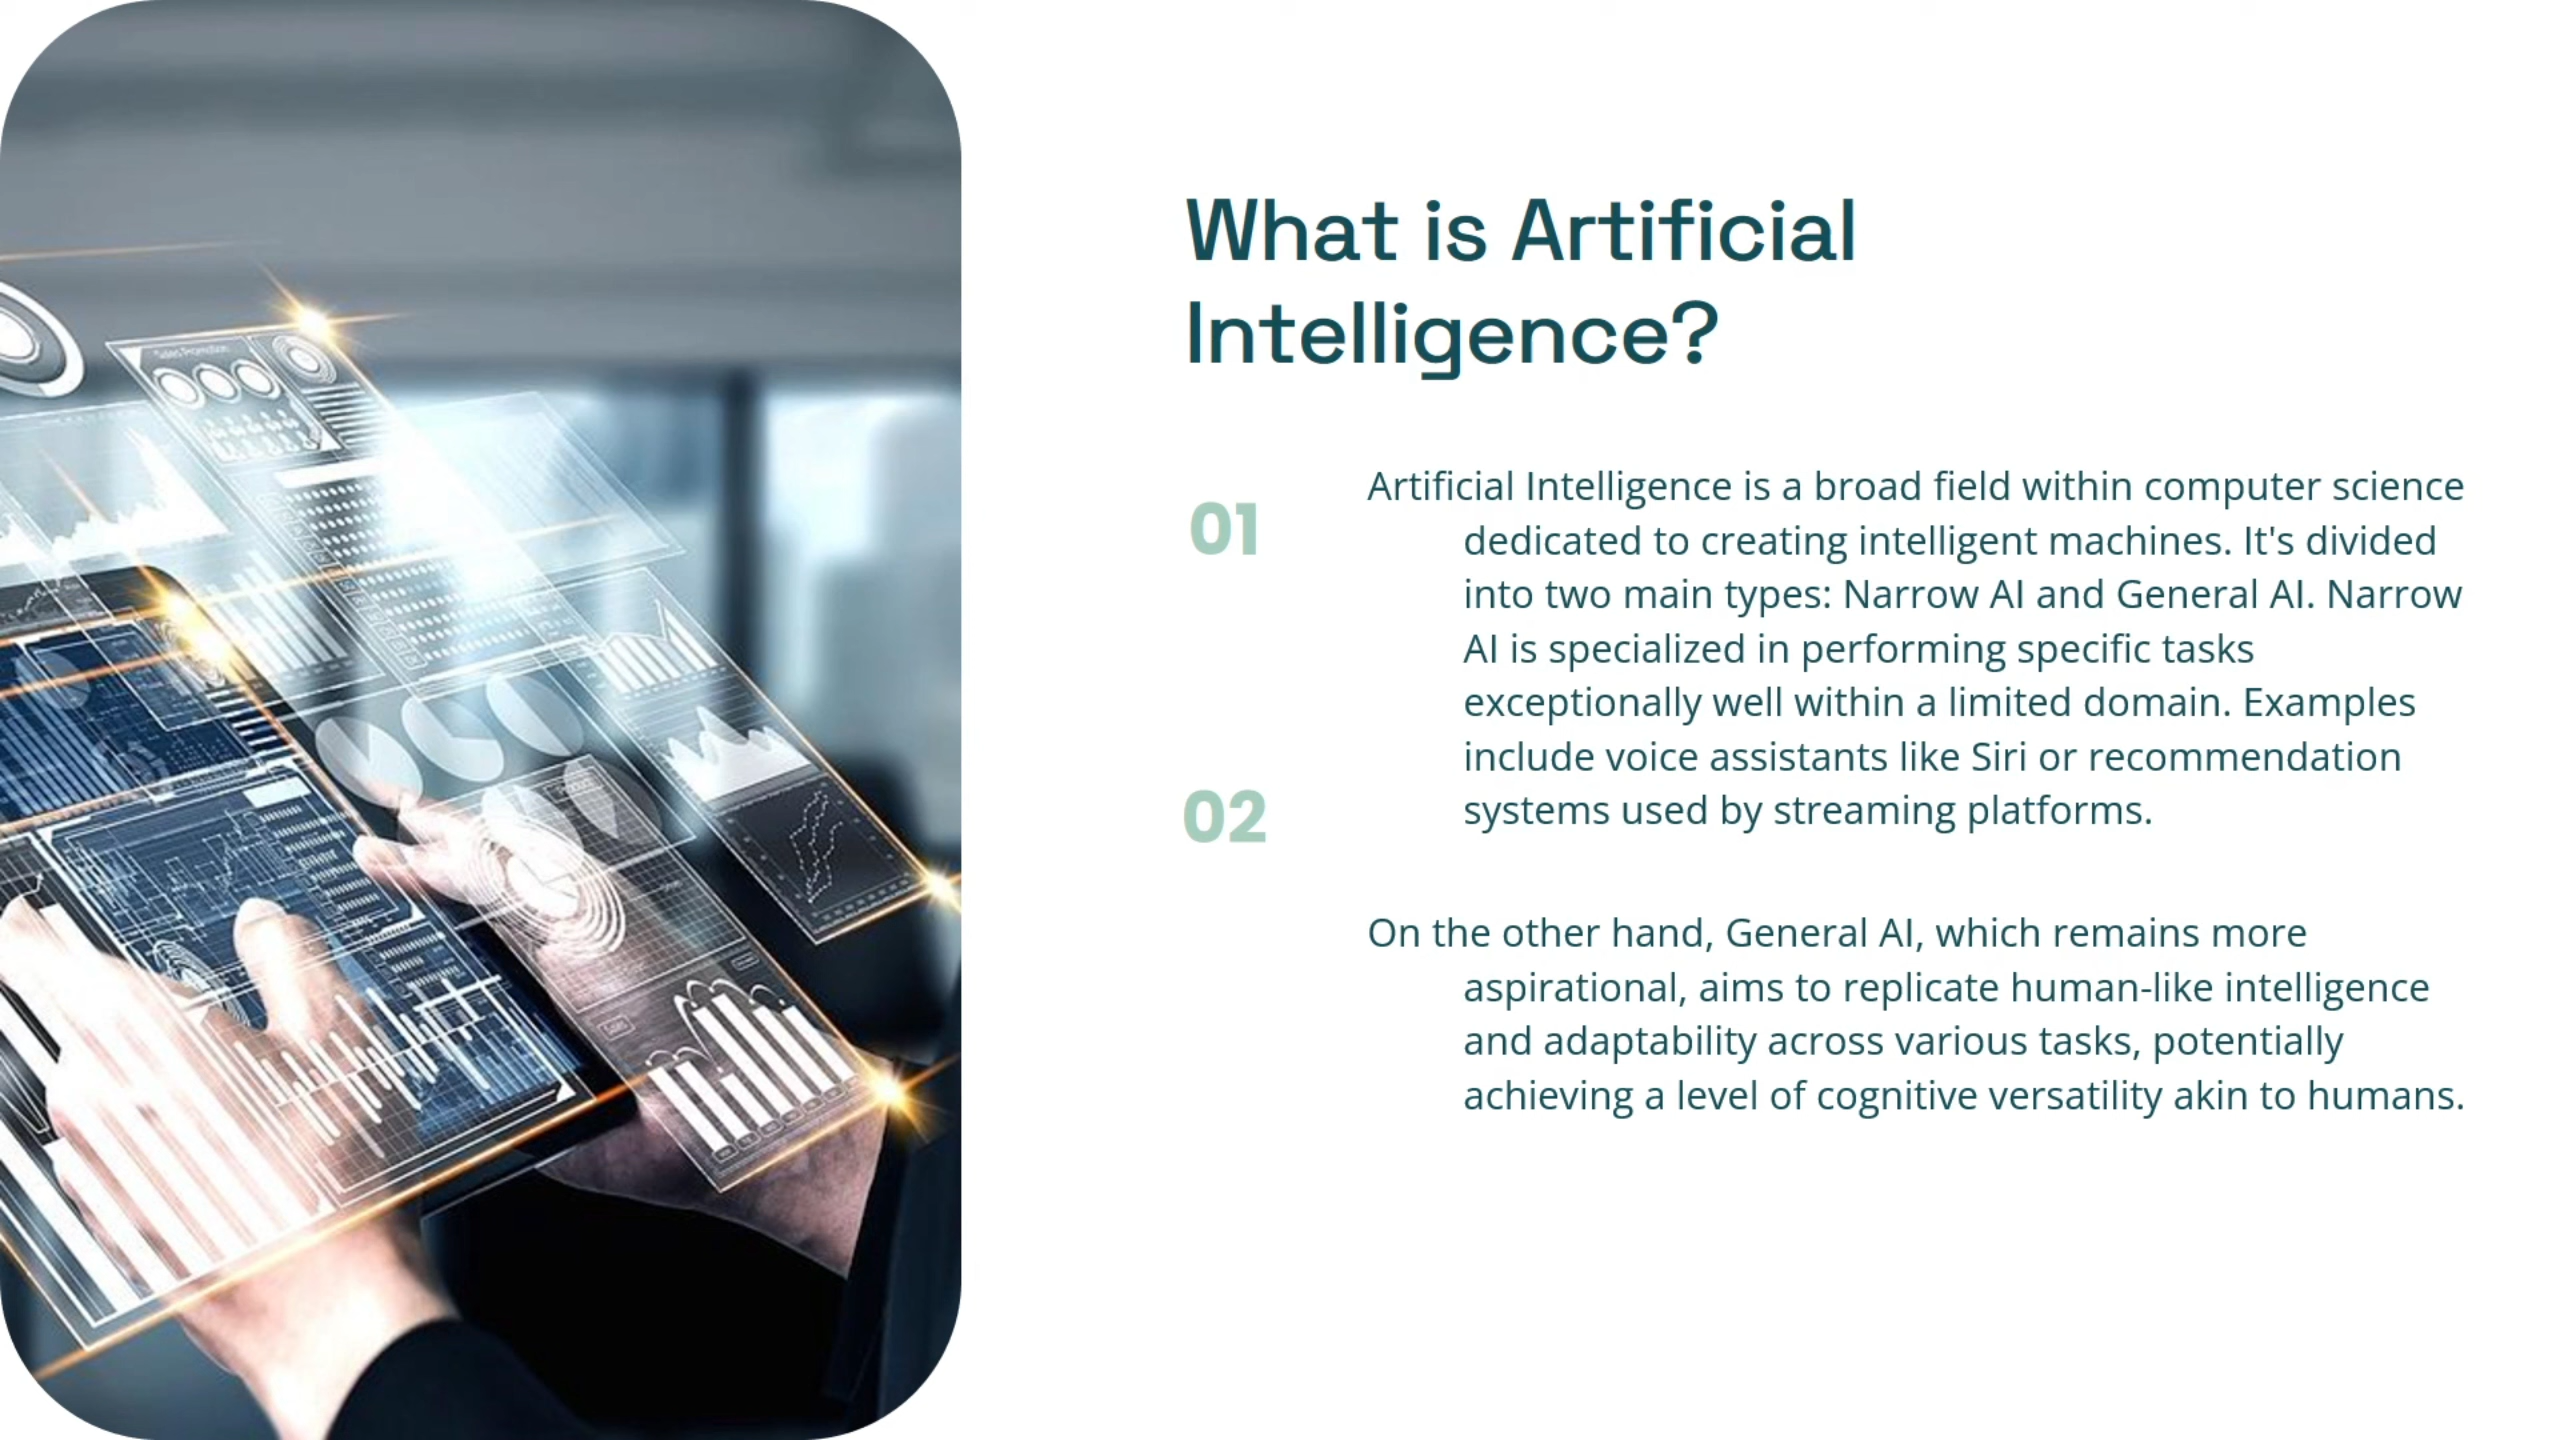 What is Artificial
Intelligence?
01
Artificial Intelligence is a broad field within computer science
dedicated to creating intelligent machines. It's divided
into two main types: Narrow AI and General AI. Narrow
AI is specialized in performing specific tasks
exceptionally well within a limited domain. Examples
include voice assistants like Siri or recommendation
systems used by streaming platforms.
02
On the other hand, General AI, which remains more
aspirational, aims to replicate human-like intelligence
and adaptability across various tasks, potentially
achieving a level of cognitive versatility akin to humans.
Sales Promotion